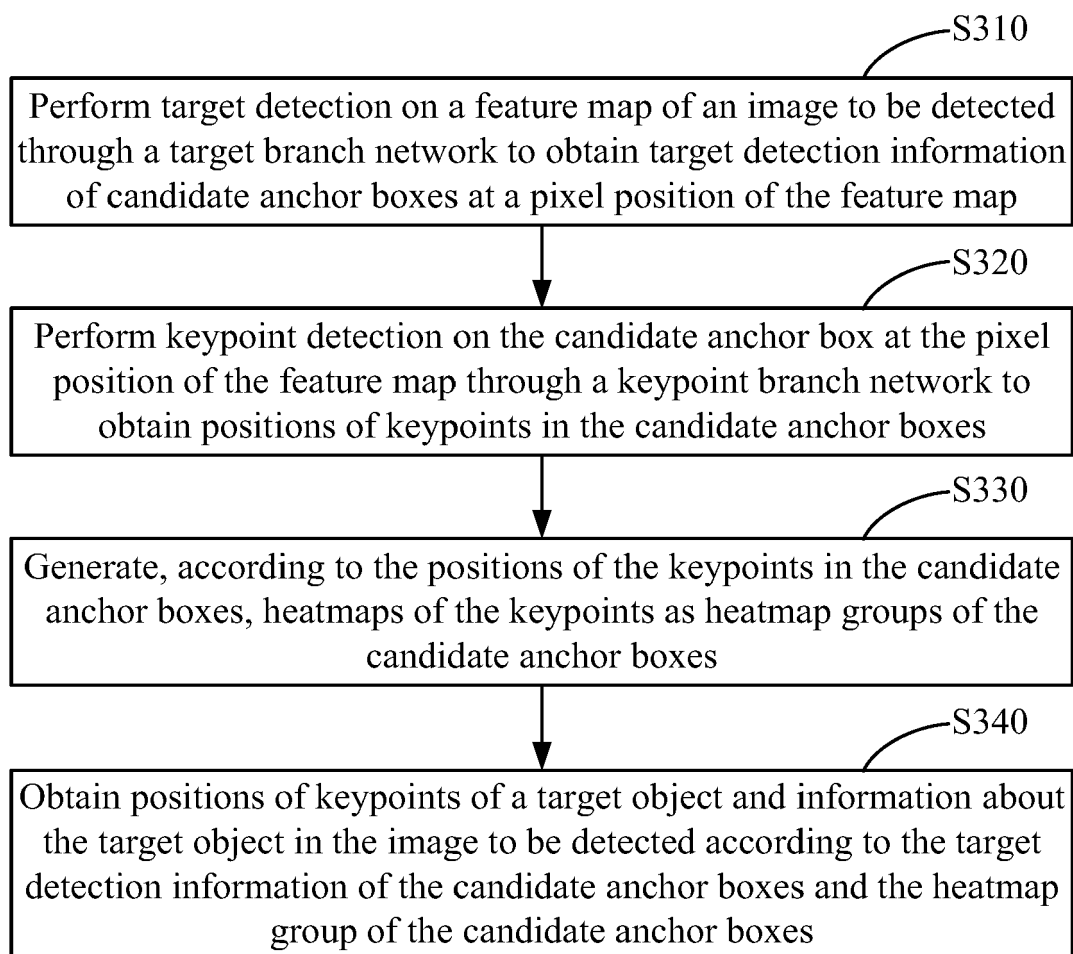 S310
Perform target detection on a feature map of an image to be detected
through a target branch network to obtain target detection information
of candidate anchor boxes at a pixel position of the feature map
S320
Perform keypoint detection on the candidate anchor box at the pixel
position of the feature map through a keypoint branch network to
obtain positions of keypoints in the candidate anchor boxes
S330
Generate, according to the positions of the keypoints in the candidate
anchor boxes, heatmaps of the keypoints as heatmap groups of the
candidate anchor boxes
S340
Obtain positions of keypoints of a target object and information about
the target object in the image to be detected according to the target
detection information of the candidate anchor boxes and the heatmap
group of the candidate anchor boxes